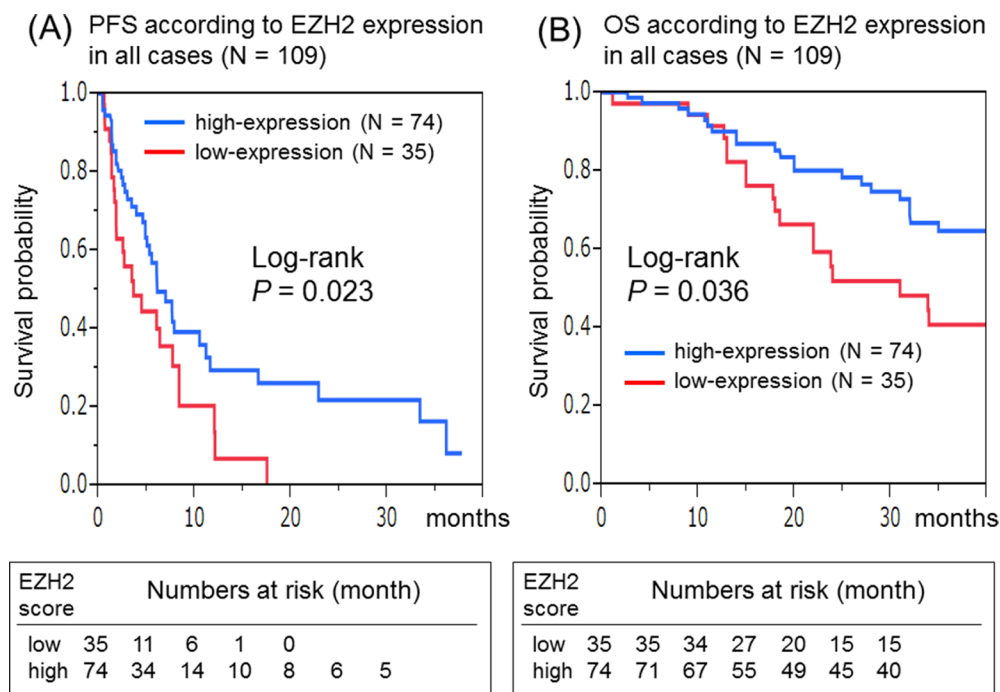 (A) PFS according to EZH2 expression
in all cases (N = 109)
Survival probability
1.0
0.8
0.6
0.4
0.2
0.0
high-expression (N = 74)
low-expression (N = 35)
Log-rank
P = 0.023
0 10 20 30 months
EZH2
score
Numbers at risk (month)
low 35 11 6 1 0
high 74 34 14 10 8 6 5
(B) OS according to EZH2 expression
in all cases (N = 109)
Survival probability
1.0
0.8
0.6
0.4
0.2
0.0
Log-rank
P = 0.036
high-expression (N = 74)
low-expression (N = 35)
0 10 20 30 months
EZH2
score
Numbers at risk (month)
low 35 35 34 27 20 15 15
high 74 71 67 55 49 45 40